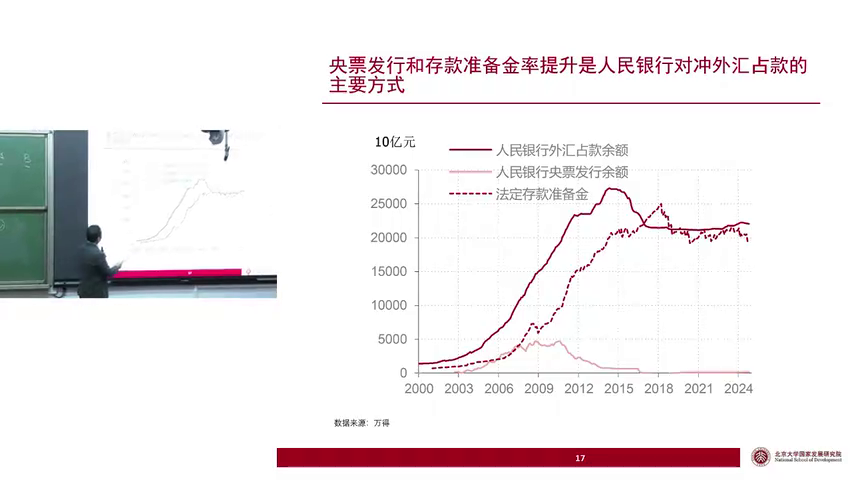 央票发行和存款准备金率提升是人民银行对冲外汇占款的
主要方式
10亿元
人民银行外汇占款余额
人民银行央票发行余额
法定存款准备金
30000
25000
20000
15000
10000
5000
0
2000 2003 2006 2009 2012 2015 2018 2021 2024
数据来源：万得
17
北京大学国家发展研究院
National School of Development